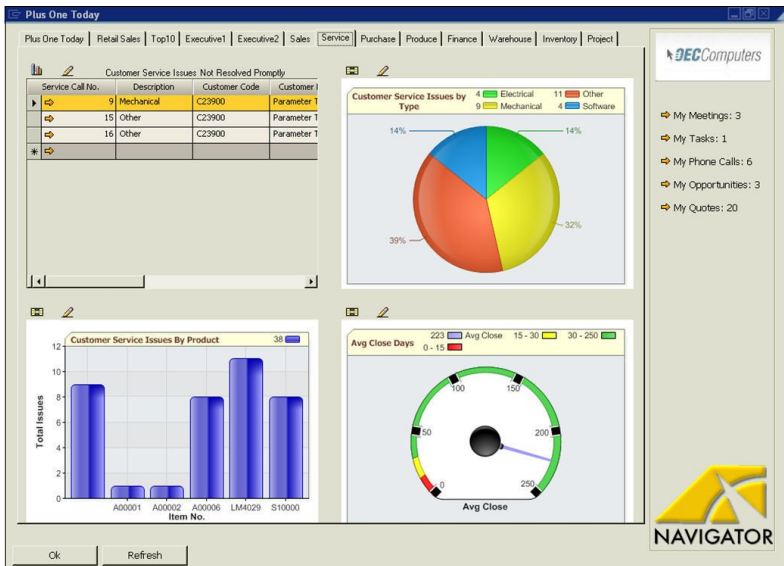 Plus One Today
Plus One Today Retail Sales Top10 Executive1 Executive2 Sales Service Purchase Produce Finance Warehouse Inventory Project
Customer Service Issues Not Resolved Promptly
Service Call No. Description Customer Code Customer
9 Mechanical C23900 Parameter T
15 Other C23900 Parameter T
16 Other C23900 Parameter T
Customer Service Issues by Type
4 Electrical 11 Other
9 Mechanical 4 Software
14% 14%
32%
39%
Customer Service Issues By Product 38
Total Issues
12
10
8
6
4
2
0
A00001 A00002 A00006 LM4029 S10000
Item No.
Avg Close Days
223 Avg Close 15 - 30 30 - 250
0 - 15
100 150
50 200
0 250
Avg Close
OEC Computers
My Meetings: 3
My Tasks: 1
My Phone Calls: 6
My Opportunities: 3
My Quotes: 20
NAVIGATOR
Ok Refresh